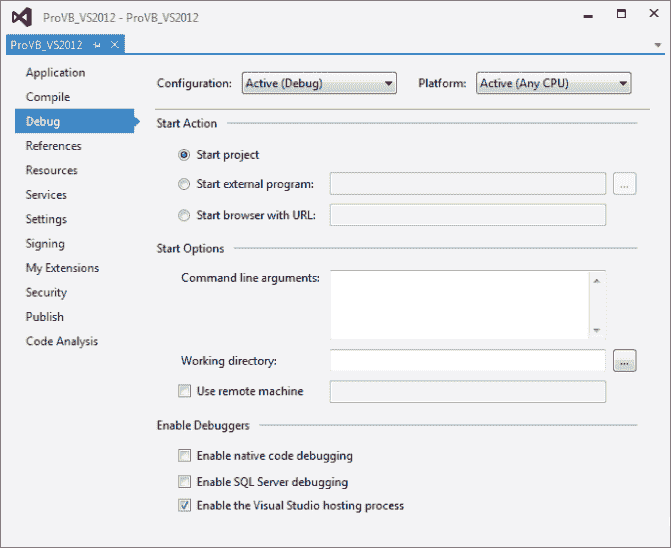 ProVB_VS2012 - ProVB_VS2012
ProVB_VS2012
Application
Compile
Debug
References
Resources
Services
Settings
Signing
My Extensions
Security
Publish
Code Analysis
Configuration: Active (Debug) Platform: Active (Any CPU)
Start Action
Start project
Start external program: ...
Start browser with URL:
Start Options
Command line arguments:
Working directory: ...
Use remote machine
Enable Debuggers
Enable native code debugging
Enable SQL Server debugging
Enable the Visual Studio hosting process